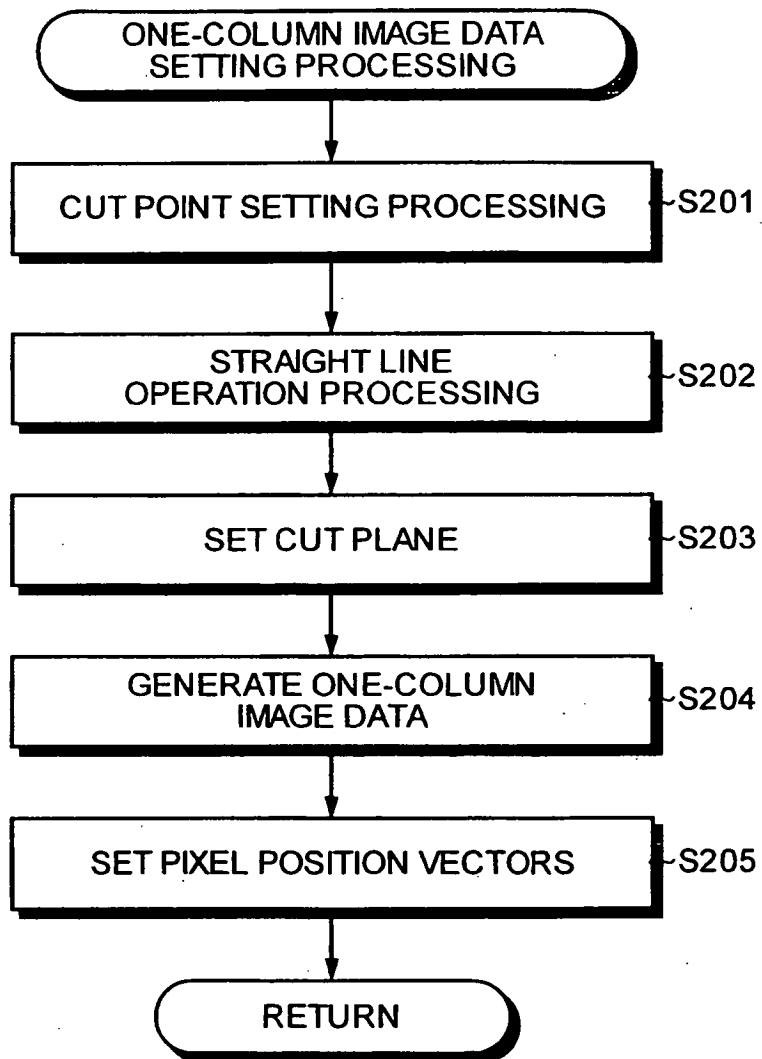 ONE-COLUMN IMAGE DATA
SETTING PROCESSING
CUT POINT SETTING PROCESSING
S201
STRAIGHT LINE
OPERATION PROCESSING
S202
SET CUT PLANE
S203
GENERATE ONE-COLUMN
IMAGE DATA
S204
SET PIXEL POSITION VECTORS
S205
RETURN